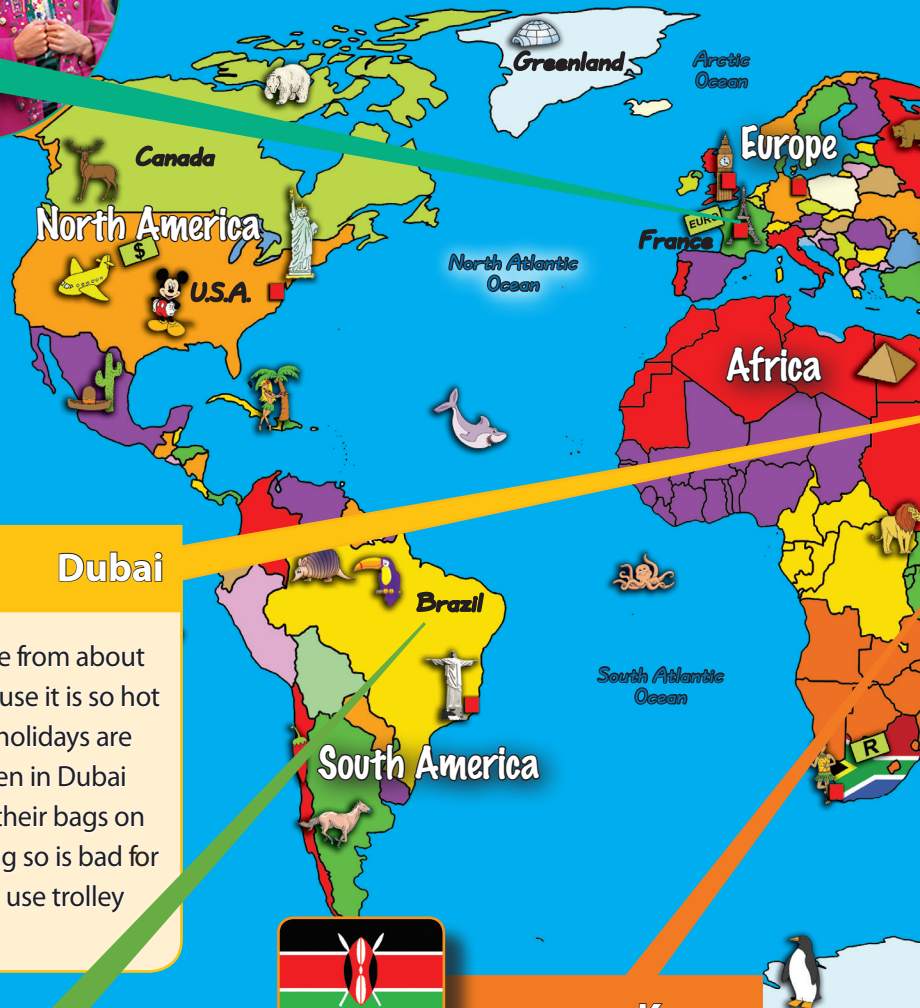 Greenland
Arctic
Ocean
Europe
Canada
North America
$
U.S.A.
EURO
France
North Atlantic
Ocean
Africa
Dubai
e from about
use it is so hot
holidays are
en in Dubai
their bags on
g so is bad for
use trolley
Brazil
South Atlantic
Ocean
South America
R